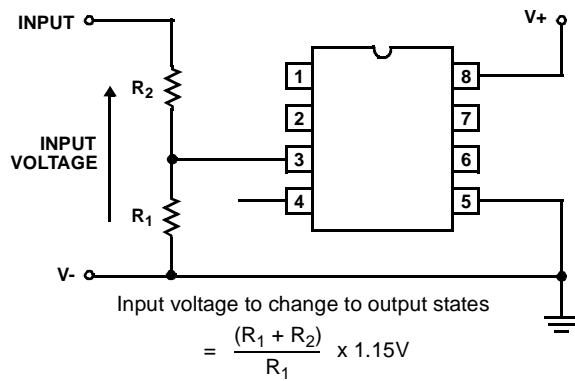 INPUT
V+
R2
INPUT
VOLTAGE
R1
1
2
3
4
8
7
6
5
V-
Input voltage to change to output states
= (R1 + R2)
R1
x 1.15V